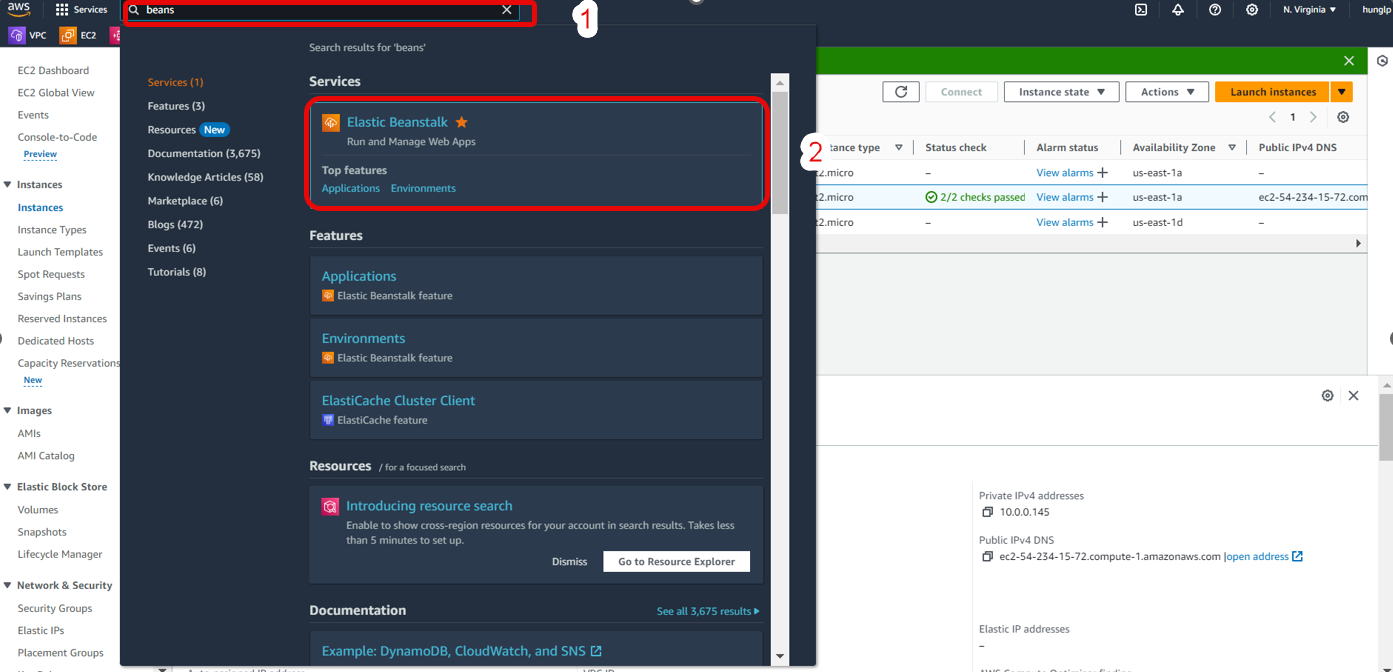 aws
Services
beans
1
N. Virginia
hunglp
VPC
EC2
EC2 Dashboard
EC2 Global View
Events
Console-to-Code
Preview
Instances
Instances
Instance Types
Launch Templates
Spot Requests
Savings Plans
Reserved Instances
Dedicated Hosts
Capacity Reservations
New
Images
AMIs
AMI Catalog
Elastic Block Store
Volumes
Snapshots
Lifecycle Manager
Network & Security
Security Groups
Elastic IPs
Placement Groups
Search results for 'beans'
Services (1)
Features (3)
Resources New
Documentation (3,675)
Knowledge Articles (58)
Marketplace (6)
Blogs (472)
Events (6)
Tutorials (8)
Services
Elastic Beanstalk
Run and Manage Web Apps
Top features
Applications Environments
2
Features
Applications
Elastic Beanstalk feature
Environments
Elastic Beanstalk feature
ElastiCache Cluster Client
ElastiCache feature
Resources / for a focused search
Introducing resource search
Enable to show cross-region resources for your account in search results. Takes less
than 5 minutes to set up.
Dismiss Go to Resource Explorer
Documentation See all 3,675 results
Example: DynamoDB, CloudWatch, and SNS
Connect Instance state Actions Launch instances
1
tance type Status check Alarm status Availability Zone Public IPv4 DNS
t2.micro – View alarms + us-east-1a –
t2.micro 2/2 checks passed View alarms + us-east-1a ec2-54-234-15-72.com
t2.micro – View alarms + us-east-1d –
Private IPv4 addresses
10.0.0.145
Public IPv4 DNS
ec2-54-234-15-72.compute-1.amazonaws.com |open address
Elastic IP addresses
–